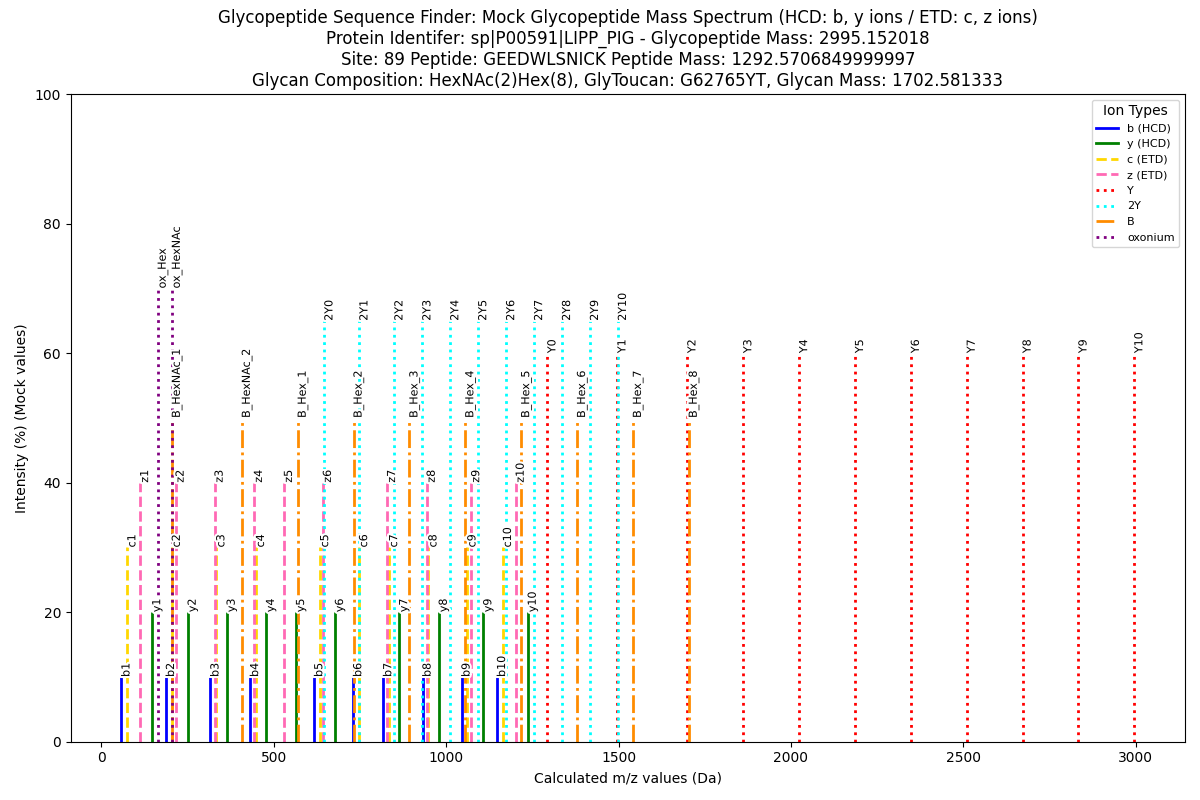 Glycopeptide Sequence Finder: Mock Glycopeptide Mass Spectrum (HCD: b, y ions / ETD: c, z ions)
Protein Identifer: sp|P00591|LIPP_PIG - Glycopeptide Mass: 2995.152018
Site: 89 Peptide: GEEDWLSNICK Peptide Mass: 1292.5706849999997
Glycan Composition: HexNAc(2)Hex(8), GlyToucan: G62765YT, Glycan Mass: 1702.581333
100
80
60
40
20
0
Intensity (%) (Mock values)
Ion Types
b (HCD)
y (HCD)
c (ETD)
z (ETD)
Y
2Y
B
oxonium
ox_Hex
ox_HexNAc
2Y0
2Y1
2Y2
2Y3
2Y4
2Y5
2Y6
2Y7
2Y8
2Y9
2Y10
Y0
Y1
Y2
Y3
Y4
Y5
Y6
Y7
Y8
Y9
Y10
B_HexNAc_1
B_HexNAc_2
B_Hex_1
B_Hex_2
B_Hex_3
B_Hex_4
B_Hex_5
B_Hex_6
B_Hex_7
B_Hex_8
z1
z2
z3
z4
z5
z6
z7
z8
z9
z10
c1
c2
c3
c4
c5
c6
c7
c8
c9
c10
y1
y2
y3
y4
y5
y6
y7
y8
y9
y10
b1
b2
b3
b4
b5
b6
b7
b8
b9
b10
0
500
1000
1500
2000
2500
3000
Calculated m/z values (Da)